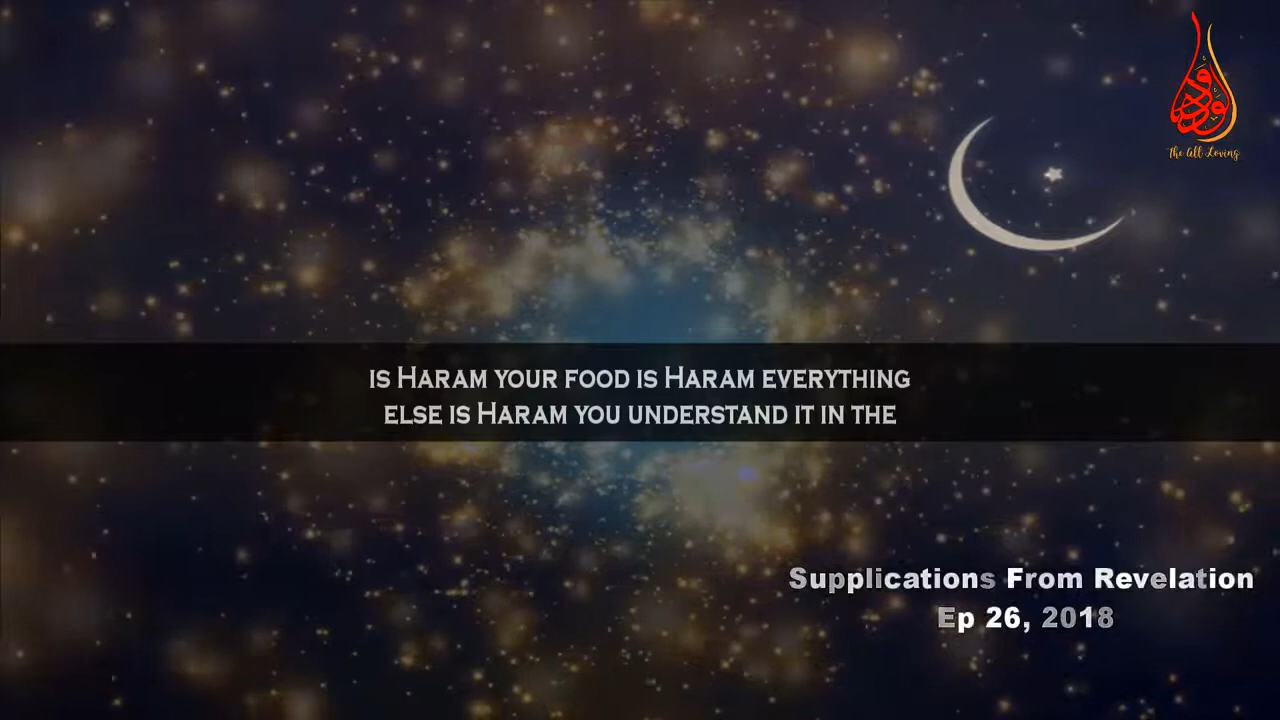 الودود
The All Loving
IS HARAM YOUR FOOD IS HARAM EVERYTHING
ELSE IS HARAM YOU UNDERSTAND IT IN THE
Supplications From Revelation
Ep 26, 2018